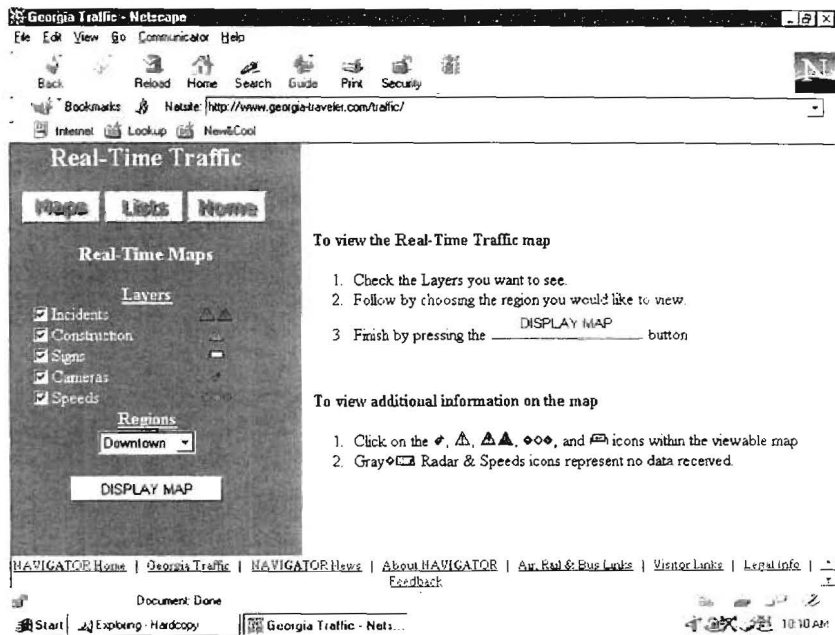 Georgia Traffic - Netscape
File Edit View Go Communicator Help
Back Reload Home Search Guide Print Security
N
Bookmarks Netsite: http://www.georgia-traveler.com/traffic/
Internet Lookup New&Cool
Real-Time Traffic
Maps Lists Home
Real-Time Maps
Layers
Incidents
Construction
Signs
Cameras
Speeds
Regions
Downtown
DISPLAY MAP
To view the Real-Time Traffic map
1. Check the Layers you want to see.
2. Follow by choosing the region you would like to view.
3 Finish by pressing the DISPLAY MAP button
To view additional information on the map
1. Click on the , , , , and icons within the viewable map
2. Gray Radar & Speeds icons represent no data received.
NAVIGATOR Home | Georgia Traffic | NAVIGATOR News | About NAVIGATOR | Air, Rail & Bus Links | Visitor Links | Legal info |
Feedback
Document: Done
Start Exploring - Hardcopy Georgia Traffic - Nets... 10:10 AM